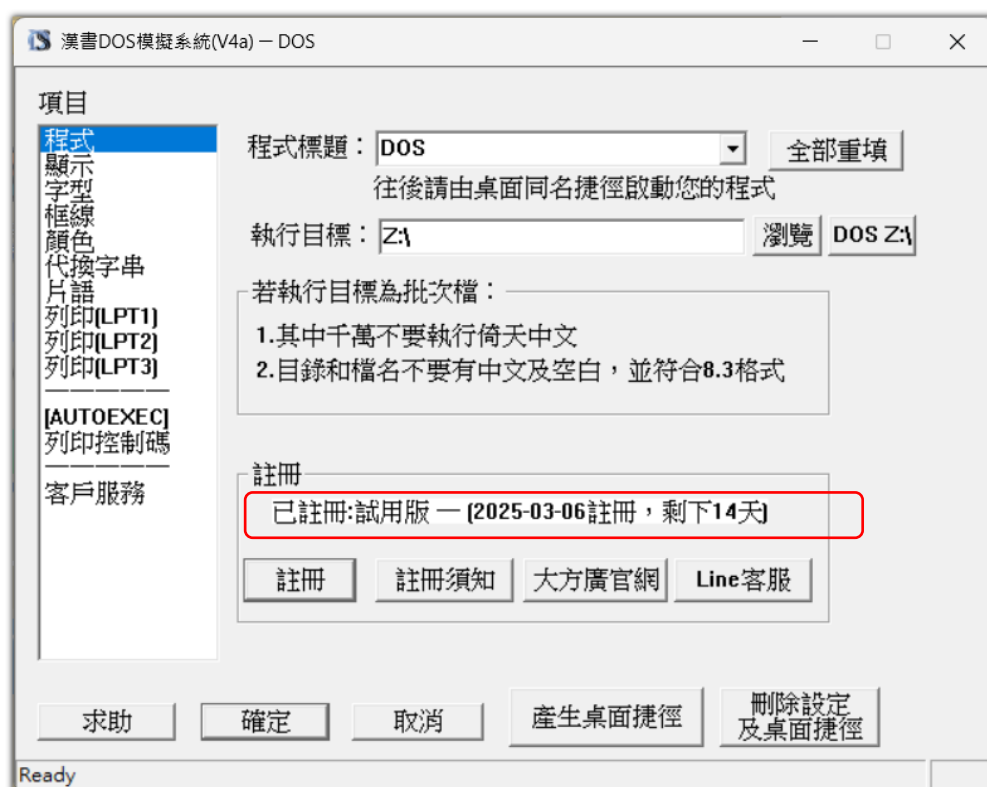 漢書DOS模擬系統(V4a) — DOS
項目
程式
顯示
字型
框線
顏色
代換字串
片語
列印(LPT1)
列印(LPT2)
列印(LPT3)
——————
[AUTOEXEC]
列印控制碼
——————
客戶服務
程式標題：DOS
全部重填
往後請由桌面同名捷徑啟動您的程式
執行目標：Z:\
瀏覽
DOS Z:\
若執行目標為批次檔：
1.其中千萬不要執行倚天中文
2.目錄和檔名不要有中文及空白，並符合8.3格式
註冊
已註冊:試用版 — (2025-03-06註冊，剩下14天)
註冊
註冊須知
大方廣官網
Line客服
求助
確定
取消
產生桌面捷徑
刪除設定
及桌面捷徑
Ready